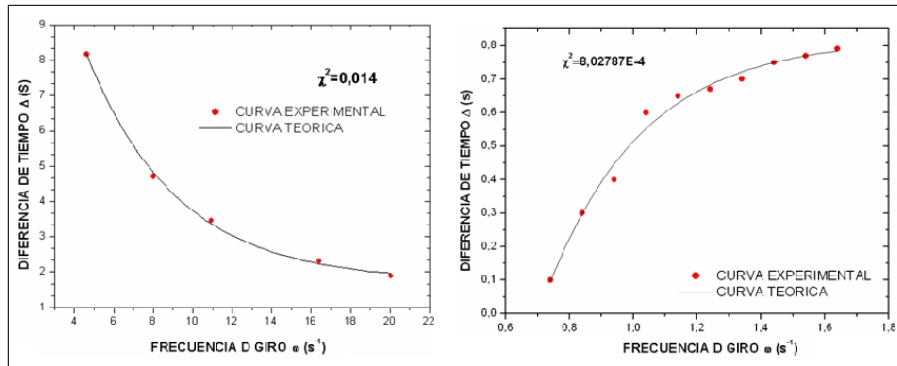 9
8
7
6
5
4
3
2
1
DIFERENCIA DE TIEMPO Δ (S)
χ²=0,014
CURVA EXPERIMENTAL
CURVA TEORICA
4 6 8 10 12 14 16 18 20 22
FRECUENCIA D GIRO ω (s⁻¹)
0,8
0,7
0,6
0,5
0,4
0,3
0,2
0,1
DIFERENCIA DE TIEMPO Δ (s)
χ²=8,02787E-4
CURVA EXPERIMENTAL
CURVA TEORICA
0,6 0,8 1,0 1,2 1,4 1,6 1,8
FRECUENCIA D GIRO ω (s⁻¹)